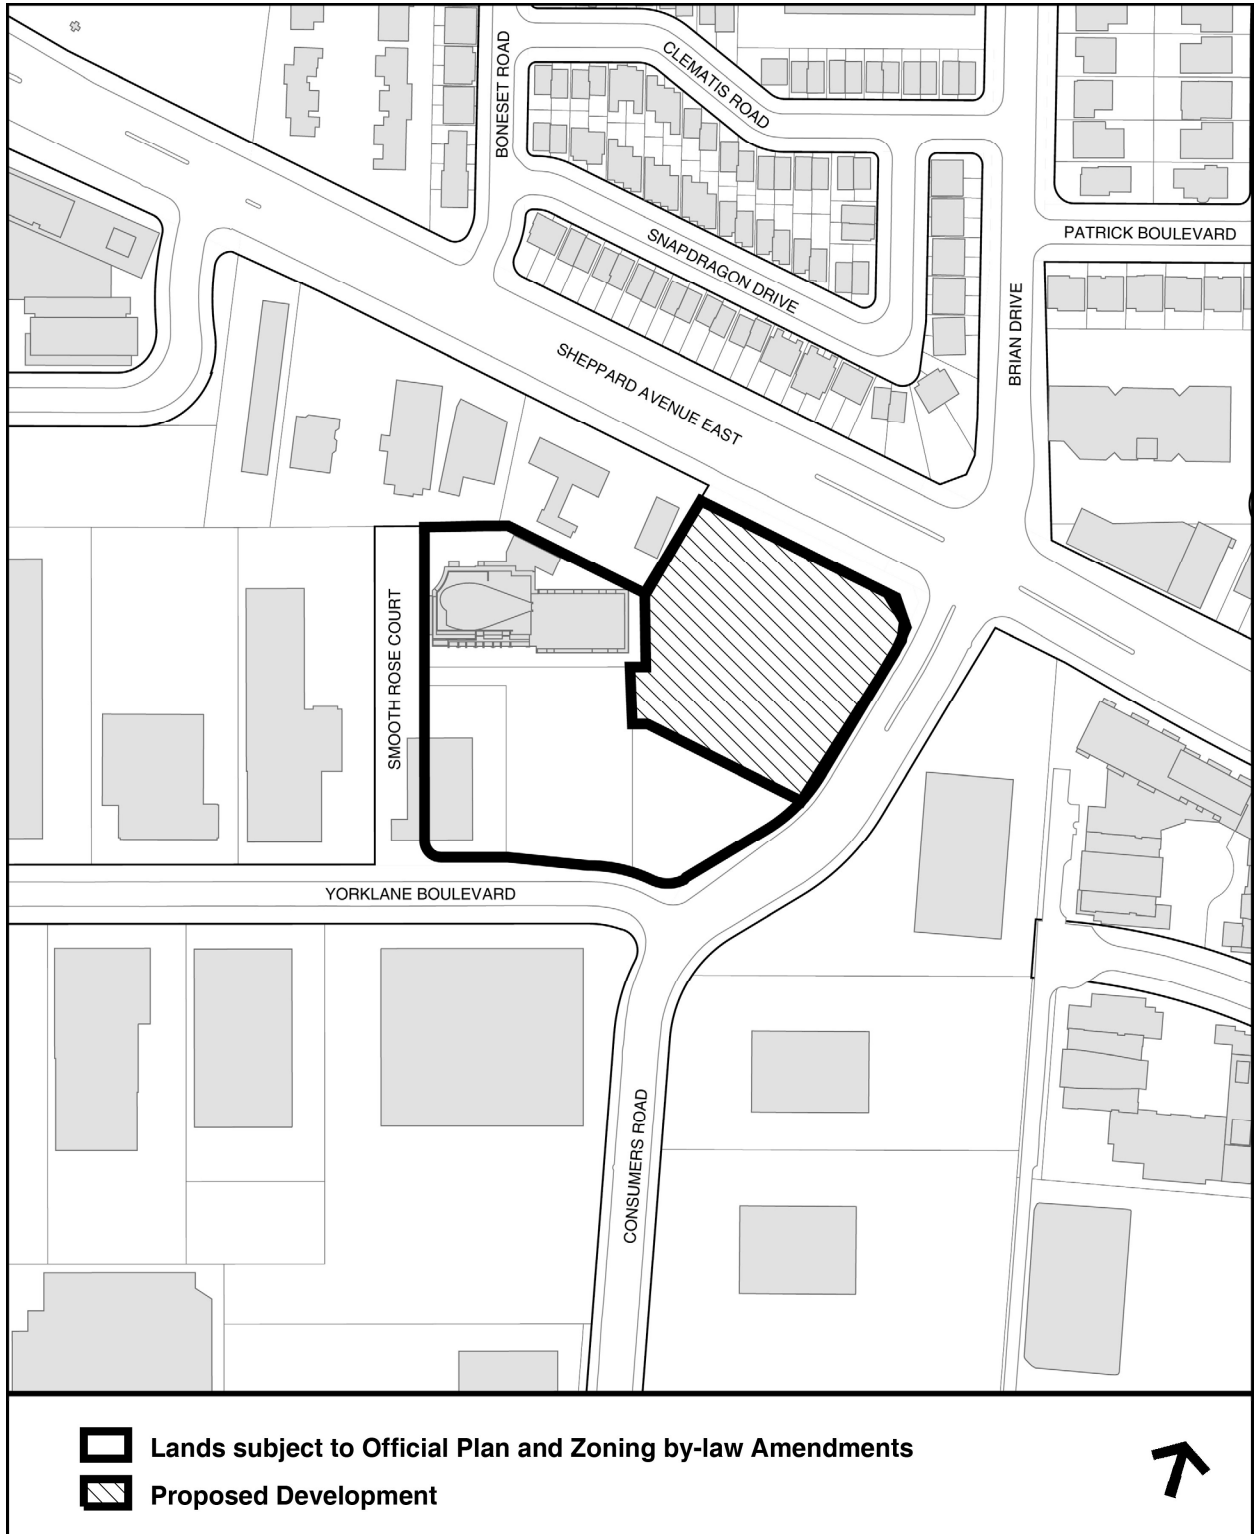 BONESET ROAD
CLEMATIS ROAD
PATRICK BOULEVARD
SNAPDRAGON DRIVE
BRIAN DRIVE
SHEPPARD AVENUE EAST
SMOOTH ROSE COURT
YORKLANE BOULEVARD
CONSUMERS ROAD
Lands subject to Official Plan and Zoning by-law Amendments
Proposed Development